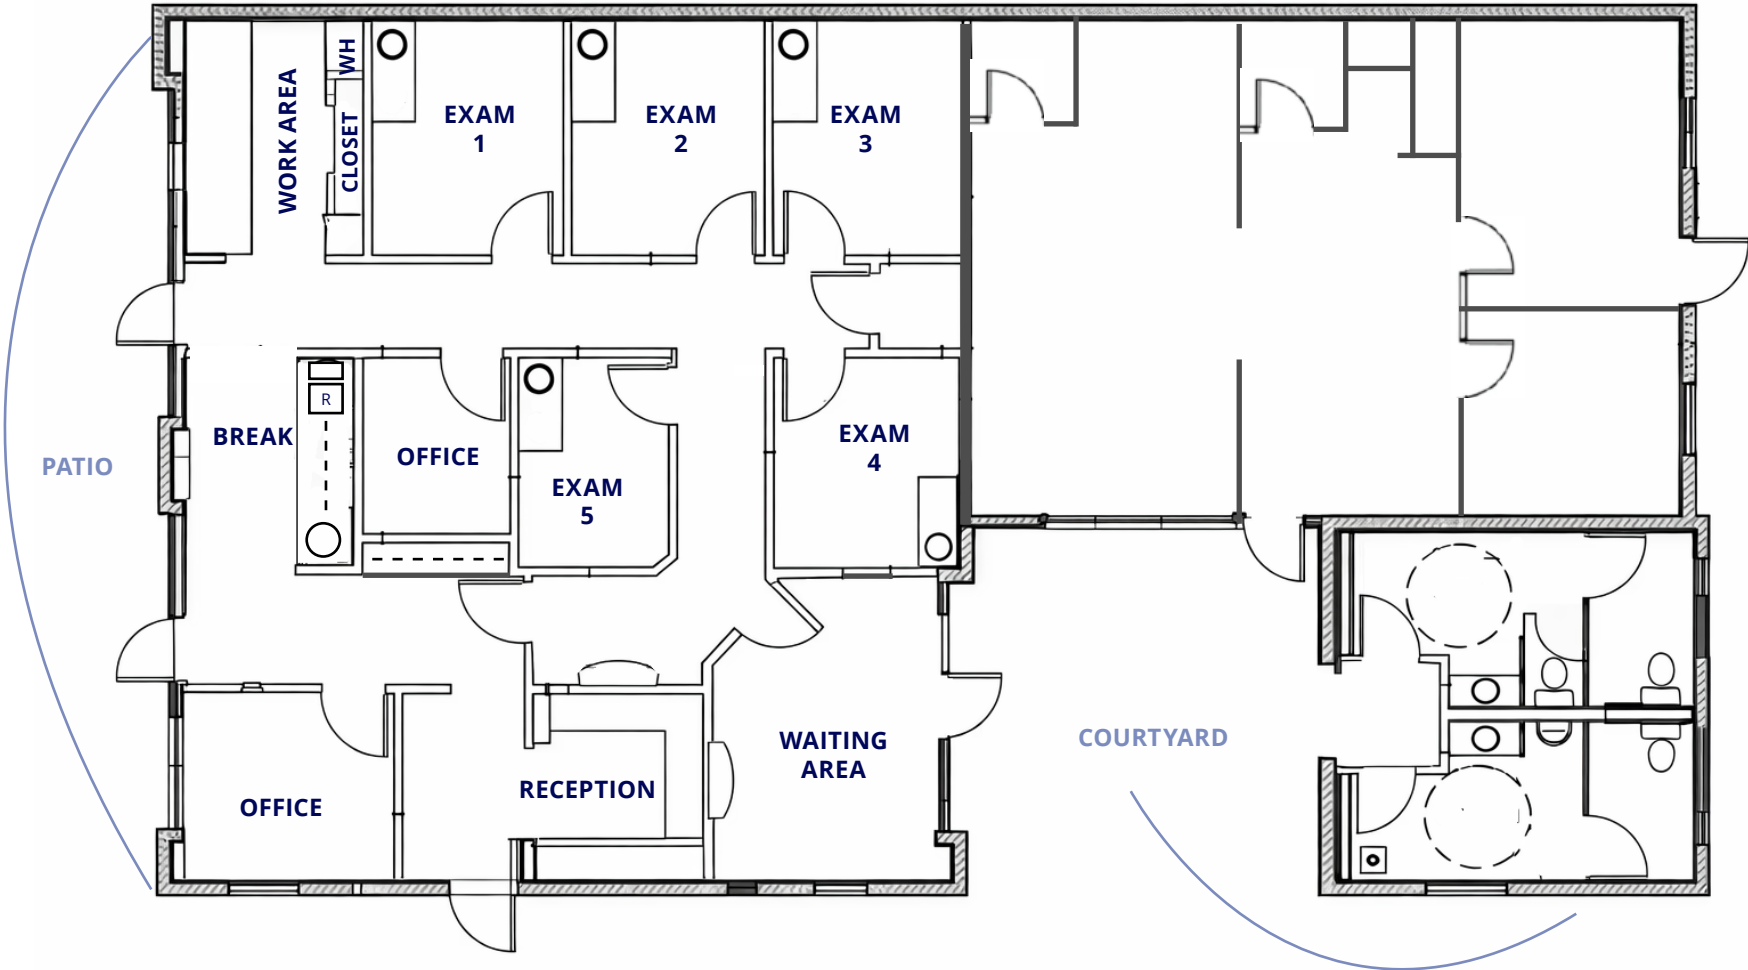 WORK AREA
WH
CLOSET
EXAM
1
EXAM
2
EXAM
3
R
BREAK
OFFICE
EXAM
5
EXAM
4
PATIO
OFFICE
RECEPTION
WAITING
AREA
COURTYARD